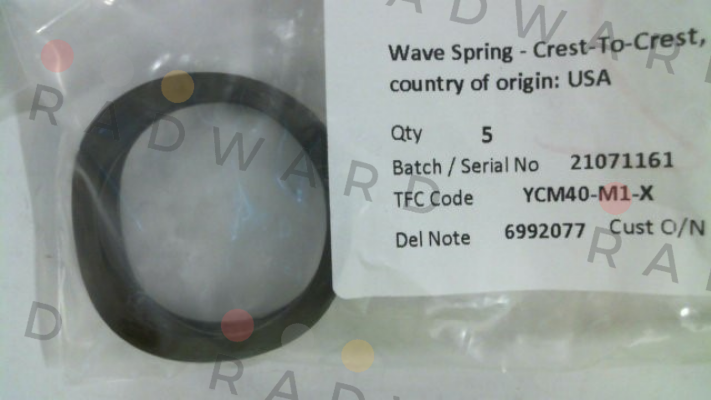 Wave Spring - Crest-To-Crest,
country of origin: USA
Qty 5
Batch / Serial No 21071161
TFC Code YCM40-M1-X
Del Note 6992077 Cust O/N
RADWARD